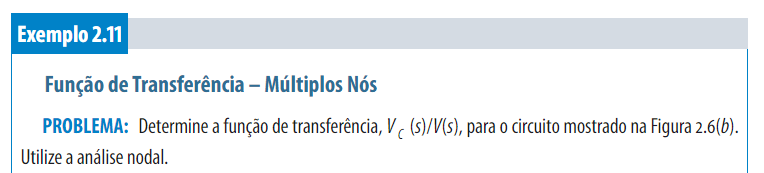 Exemplo 2.11
Função de Transferência – Múltiplos Nós
PROBLEMA: Determine a função de transferência, V C (s)/V(s), para o circuito mostrado na Figura 2.6(b).
Utilize a análise nodal.